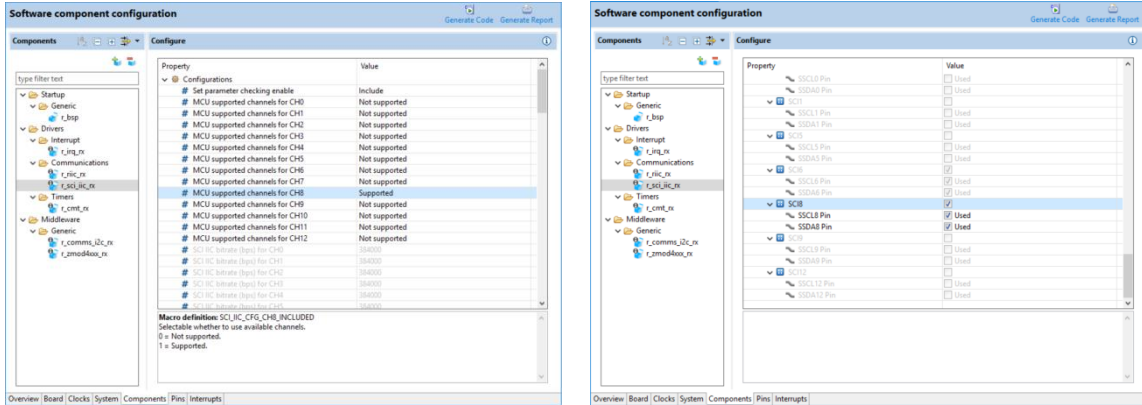 Software component configuration
Generate Code Generate Report
Components
Configure
type filter text
Startup
Generic
r_bsp
Drivers
Interrupt
r_irq_rx
Communications
r_riic_rx
r_sci_iic_rx
Timers
r_cmt_rx
Middleware
Generic
r_comms_i2c_rx
r_zmod4xxx_rx
Property Value
Configurations
# Set parameter checking enable Include
# MCU supported channels for CH0 Not supported
# MCU supported channels for CH1 Not supported
# MCU supported channels for CH2 Not supported
# MCU supported channels for CH3 Not supported
# MCU supported channels for CH4 Not supported
# MCU supported channels for CH5 Not supported
# MCU supported channels for CH6 Not supported
# MCU supported channels for CH7 Not supported
# MCU supported channels for CH8 Supported
# MCU supported channels for CH9 Not supported
# MCU supported channels for CH10 Not supported
# MCU supported channels for CH11 Not supported
# MCU supported channels for CH12 Not supported
# SCI IIC bitrate (bps) for CH0 384000
# SCI IIC bitrate (bps) for CH1 384000
# SCI IIC bitrate (bps) for CH2 384000
# SCI IIC bitrate (bps) for CH3 384000
# SCI IIC bitrate (bps) for CH4 384000
# SCI IIC bitrate (bps) for CH5 384000
Macro definition: SCI_IIC_CFG_CH8_INCLUDED
Selectable whether to use available channels.
0 = Not supported.
1 = Supported.
Overview Board Clocks System Components Pins Interrupts
Software component configuration
Generate Code Generate Report
Components
Configure
type filter text
Startup
Generic
r_bsp
Drivers
Interrupt
r_irq_rx
Communications
r_riic_rx
r_sci_iic_rx
Timers
r_cmt_rx
Middleware
Generic
r_comms_i2c_rx
r_zmod4xxx_rx
Property Value
SSCL0 Pin Used
SSDA0 Pin Used
SCI1
SSCL1 Pin Used
SSDA1 Pin Used
SCI5
SSCL5 Pin Used
SSDA5 Pin Used
SCI6
SSCL6 Pin Used
SSDA6 Pin Used
SCI8
SSCL8 Pin Used
SSDA8 Pin Used
SCI9
SSCL9 Pin Used
SSDA9 Pin Used
SCI12
SSCL12 Pin Used
SSDA12 Pin Used
Overview Board Clocks System Components Pins Interrupts